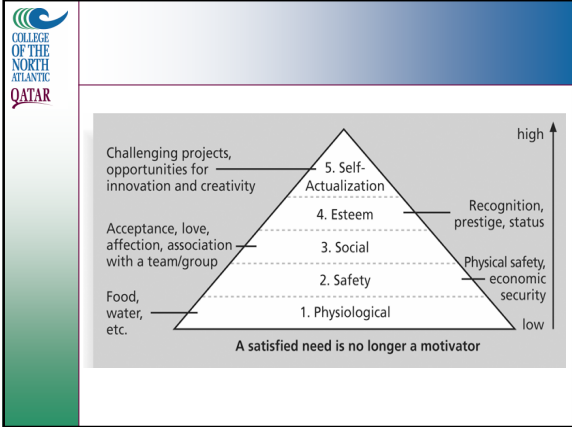 COLLEGE
OF THE
NORTH
ATLANTIC
QATAR
high
Challenging projects,
opportunities for
innovation and creativity
5. Self-
Actualization
4. Esteem
Recognition,
prestige, status
Acceptance, love,
affection, association
with a team/group
3. Social
Physical safety,
economic
security
2. Safety
Food,
water,
etc.
1. Physiological
low
A satisfied need is no longer a motivator